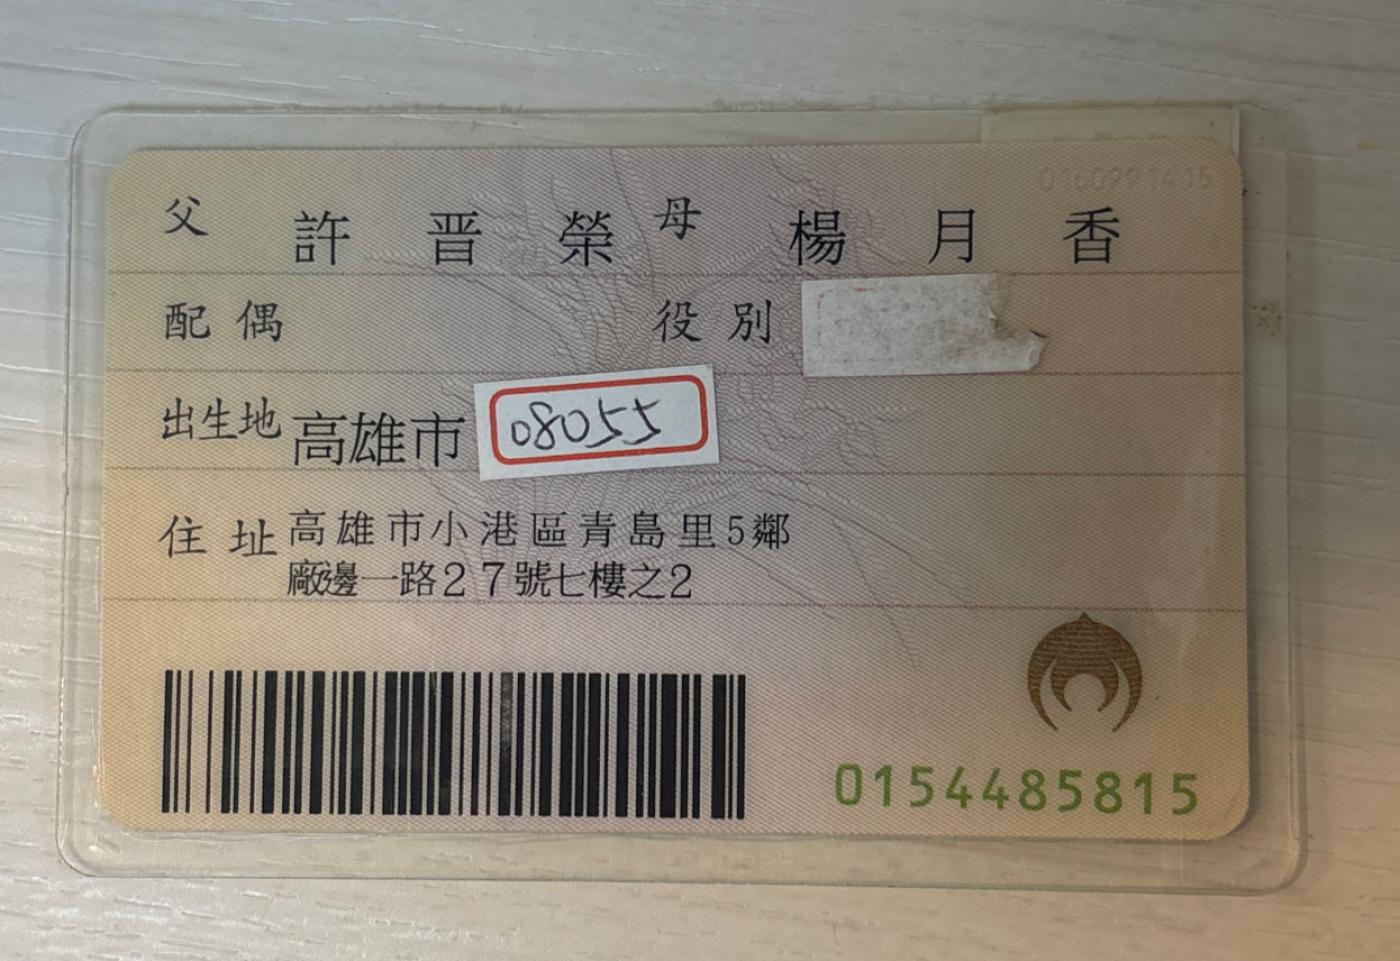 父 許晋榮 母 楊月香
配偶 役別
出生地 高雄市 08055
住址 高雄市小港區青島里5鄰
廠邊一路27號七樓之2
0154485815